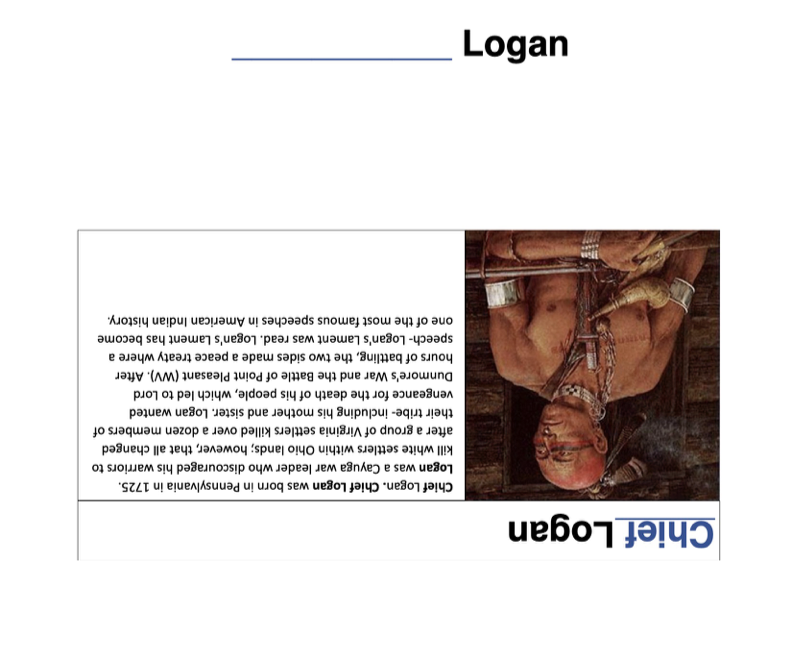 ____________ Logan
Chief Logan
Chief Logan. Chief Logan was born in Pennsylvania in 1725.
Logan was a Cayuga war leader who discouraged his warriors to
kill white settlers within Ohio lands; however, that all changed
after a group of Virginia settlers killed over a dozen members of
their tribe- including his mother and sister. Logan wanted
vengeance for the death of his people, which led to Lord
Dunmore's War and the Battle of Point Pleasant (WV). After
hours of battling, the two sides made a peace treaty where a
speech- Logan's Lament was read. Logan's Lament has become
one of the most famous speeches in American Indian history.